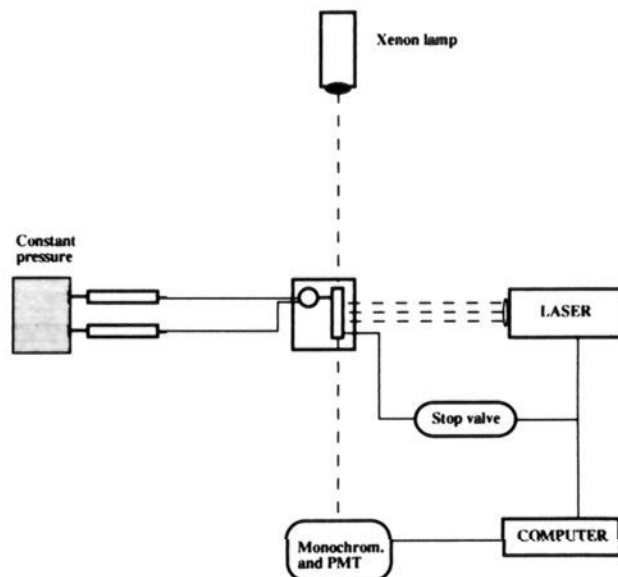 Xenon lamp
Constant
pressure
LASER
Stop valve
COMPUTER
Monochrom.
and PMT